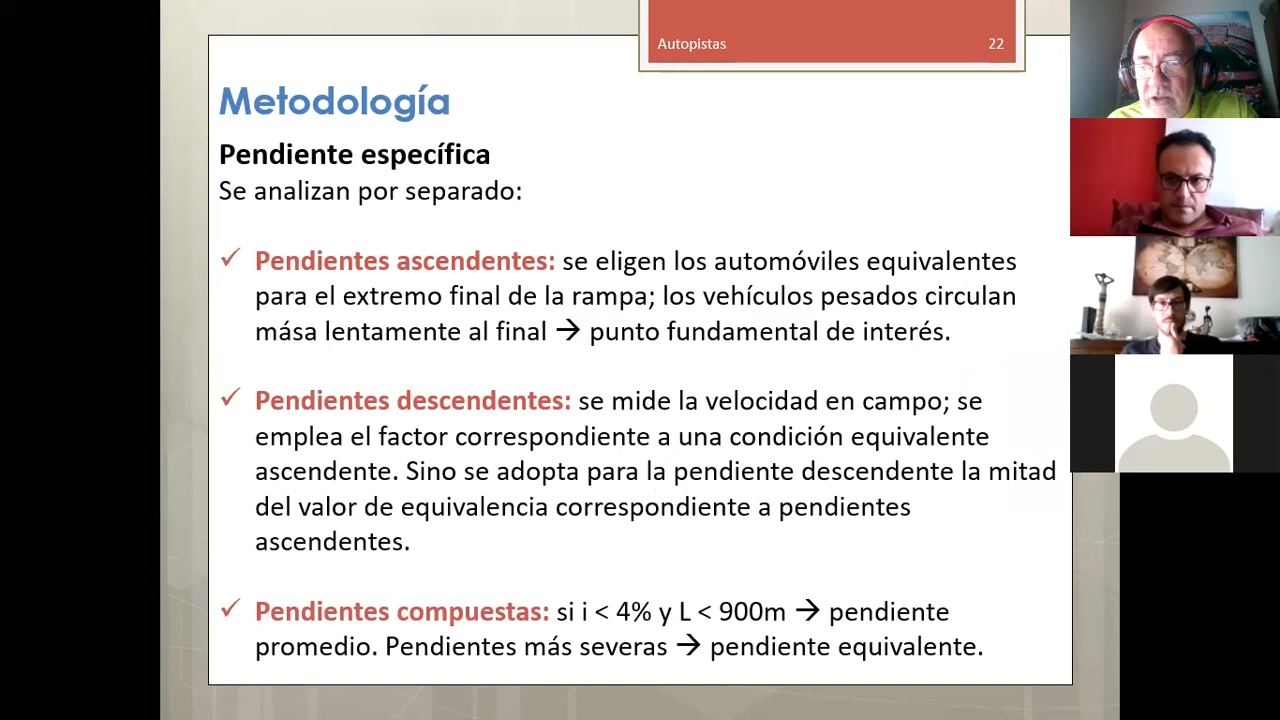 Autopistas 22
Metodología
Pendiente específica
Se analizan por separado:
✓ Pendientes ascendentes: se eligen los automóviles equivalentes
para el extremo final de la rampa; los vehículos pesados circulan
mása lentamente al final → punto fundamental de interés.
✓ Pendientes descendentes: se mide la velocidad en campo; se
emplea el factor correspondiente a una condición equivalente
ascendente. Sino se adopta para la pendiente descendente la mitad
del valor de equivalencia correspondiente a pendientes
ascendentes.
✓ Pendientes compuestas: si i < 4% y L < 900m → pendiente
promedio. Pendientes más severas → pendiente equivalente.